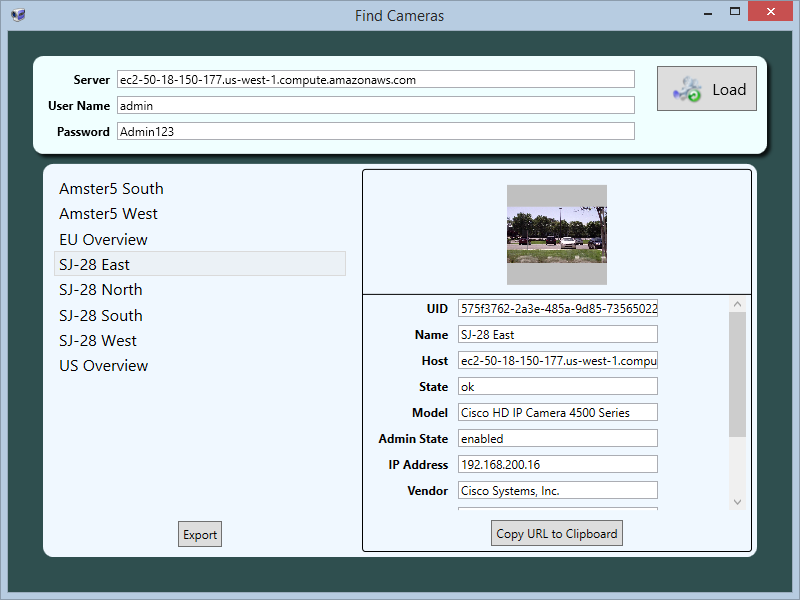 Find Cameras
Server ec2-50-18-150-177.us-west-1.compute.amazonaws.com
Load
User Name admin
Password Admin123
Amster5 South
Amster5 West
EU Overview
SJ-28 East
SJ-28 North
SJ-28 South
SJ-28 West
US Overview
Export
UID 575f3762-2a3e-485a-9d85-73565022
Name SJ-28 East
Host ec2-50-18-150-177.us-west-1.compu
State ok
Model Cisco HD IP Camera 4500 Series
Admin State enabled
IP Address 192.168.200.16
Vendor Cisco Systems, Inc.
Copy URL to Clipboard